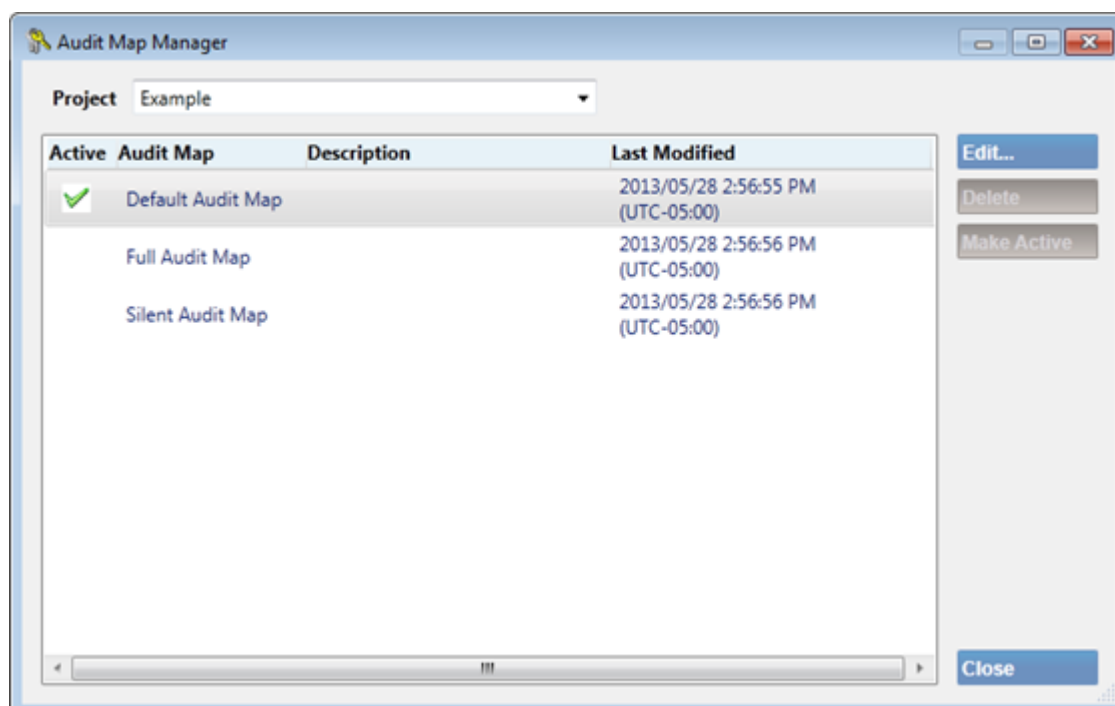 Audit Map Manager
Project Example
Active Audit Map Description Last Modified
Default Audit Map 2013/05/28 2:56:55 PM
(UTC-05:00)
Full Audit Map 2013/05/28 2:56:56 PM
(UTC-05:00)
Silent Audit Map 2013/05/28 2:56:56 PM
(UTC-05:00)
Edit...
Delete
Make Active
Close